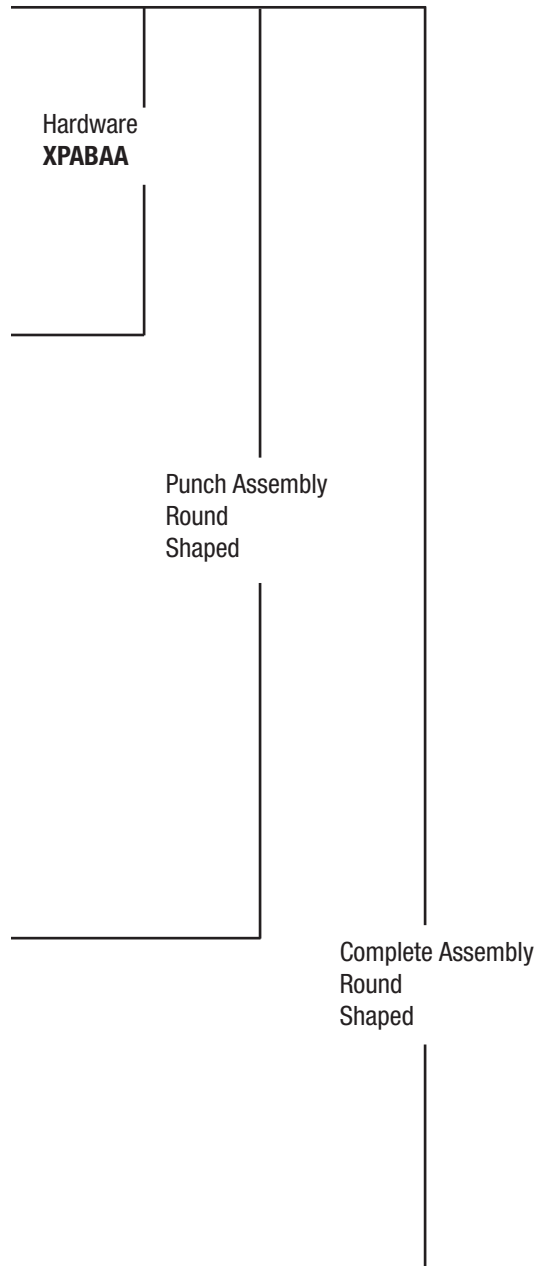 Hardware
XPABAA
Punch Assembly
Round
Shaped
Complete Assembly
Round
Shaped